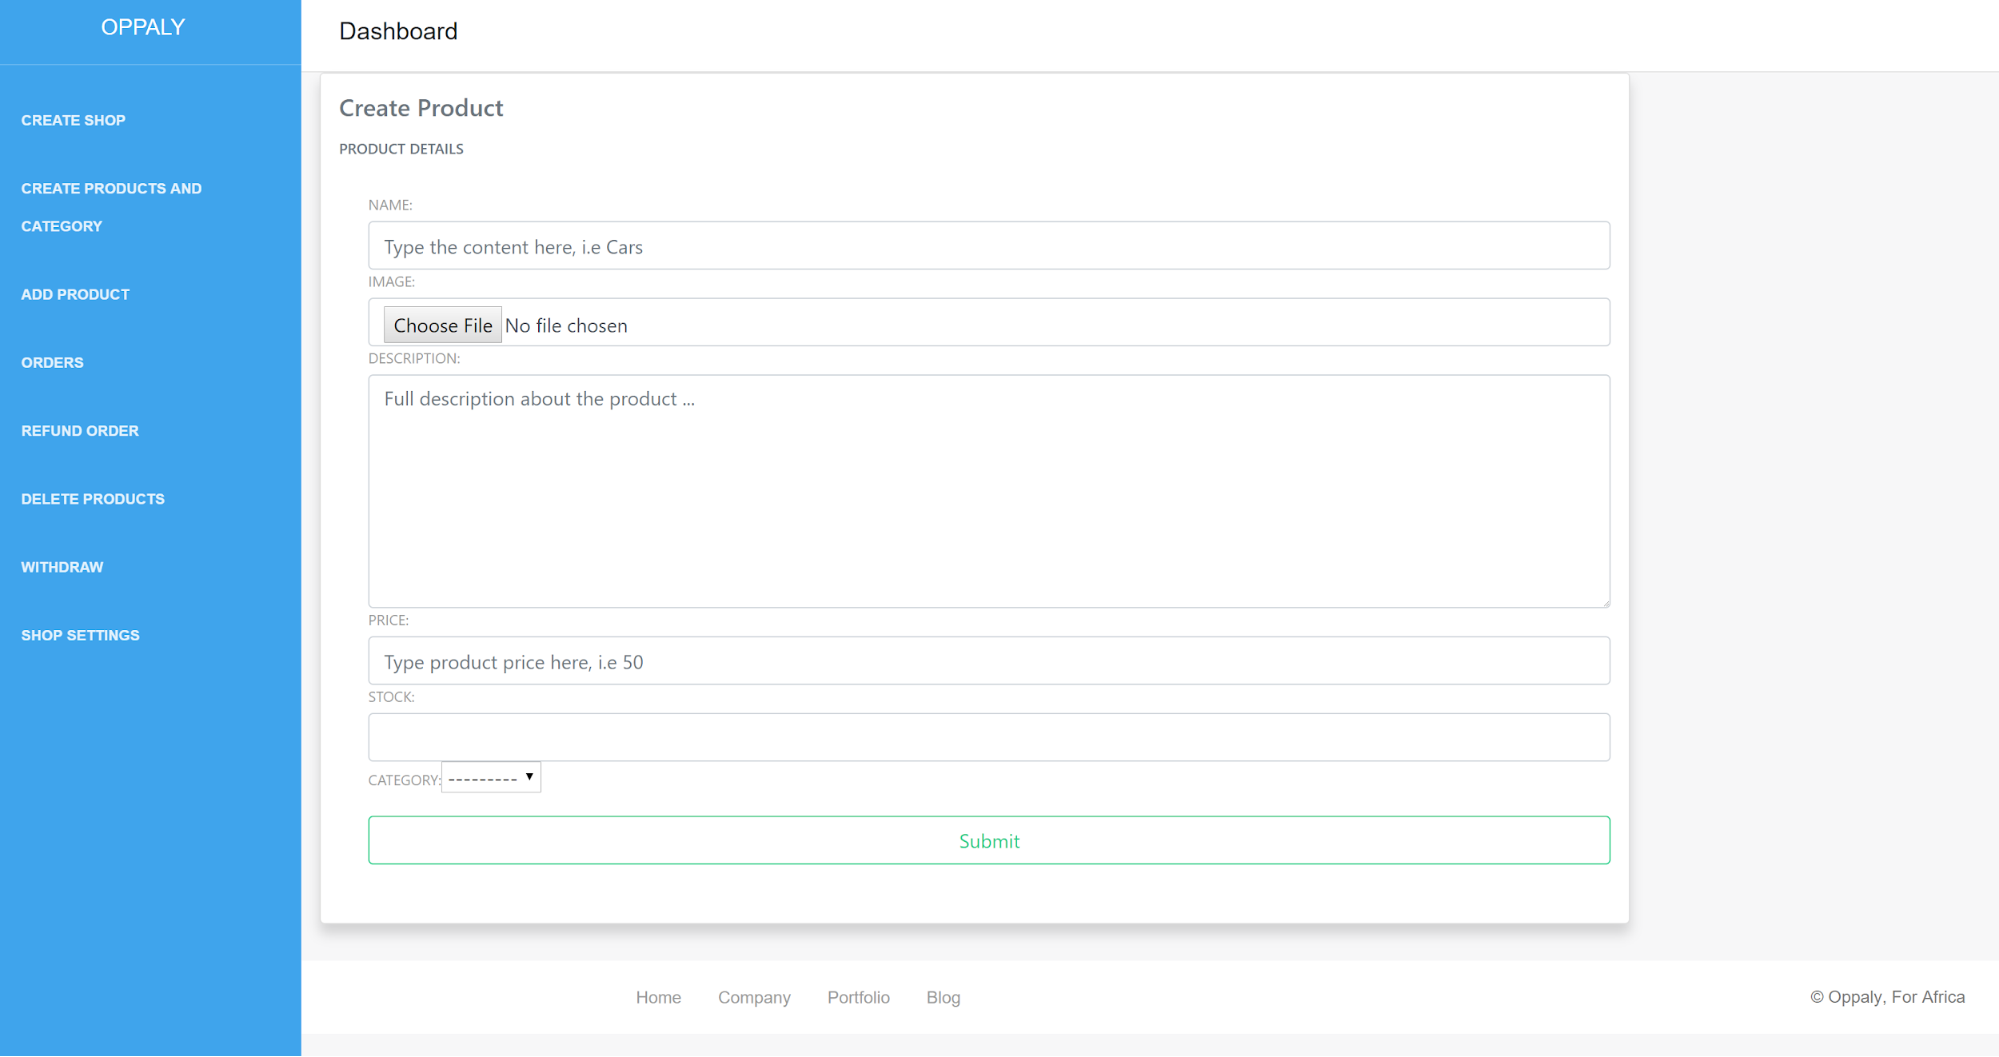 OPPALY
Dashboard
CREATE SHOP
CREATE PRODUCTS AND
CATEGORY
ADD PRODUCT
ORDERS
REFUND ORDER
DELETE PRODUCTS
WITHDRAW
SHOP SETTINGS
Create Product
PRODUCT DETAILS
NAME:
Type the content here, i.e Cars
IMAGE:
Choose File No file chosen
DESCRIPTION:
Full description about the product ...
PRICE:
Type product price here, i.e 50
STOCK:
CATEGORY: ---------
Submit
Home Company Portfolio Blog © Oppaly, For Africa